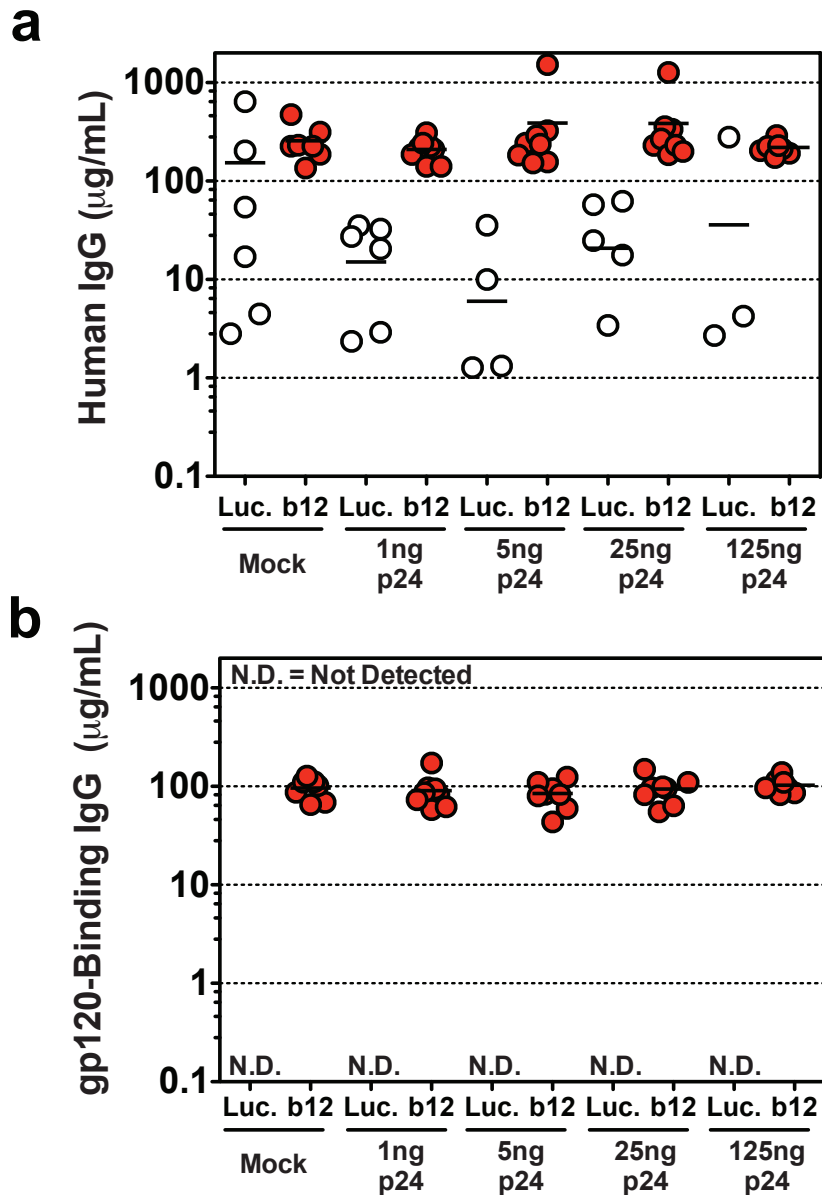 a
Human IgG (µg/mL)
1000
100
10
1
0.1
Luc. b12 Luc. b12 Luc. b12 Luc. b12 Luc. b12
Mock 1ng p24 5ng p24 25ng p24 125ng p24
b
gp120-Binding IgG (µg/mL)
N.D. = Not Detected
1000
100
10
1
0.1
N.D. N.D. N.D. N.D. N.D.
Luc. b12 Luc. b12 Luc. b12 Luc. b12 Luc. b12
Mock 1ng p24 5ng p24 25ng p24 125ng p24